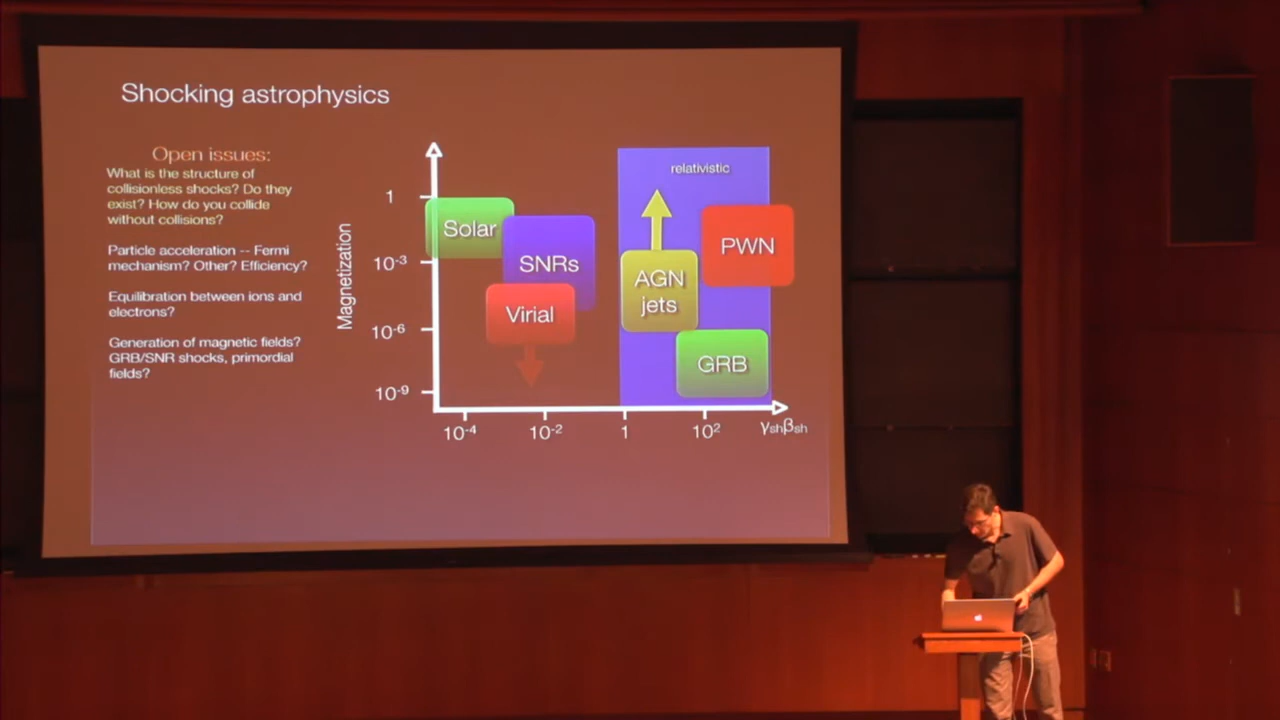 Shocking astrophysics
Open issues:
What is the structure of
collisionless shocks? Do they
exist? How do you collide
without collisions?
Particle acceleration -- Fermi
mechanism? Other? Efficiency?
Equilibration between ions and
electrons?
Generation of magnetic fields?
GRB/SNR shocks, primordial
fields?
Magnetization
1
10-3
10-6
10-9
relativistic
Solar
SNRs
Virial
AGN
jets
PWN
GRB
10-4
10-2
1
102
γshβsh